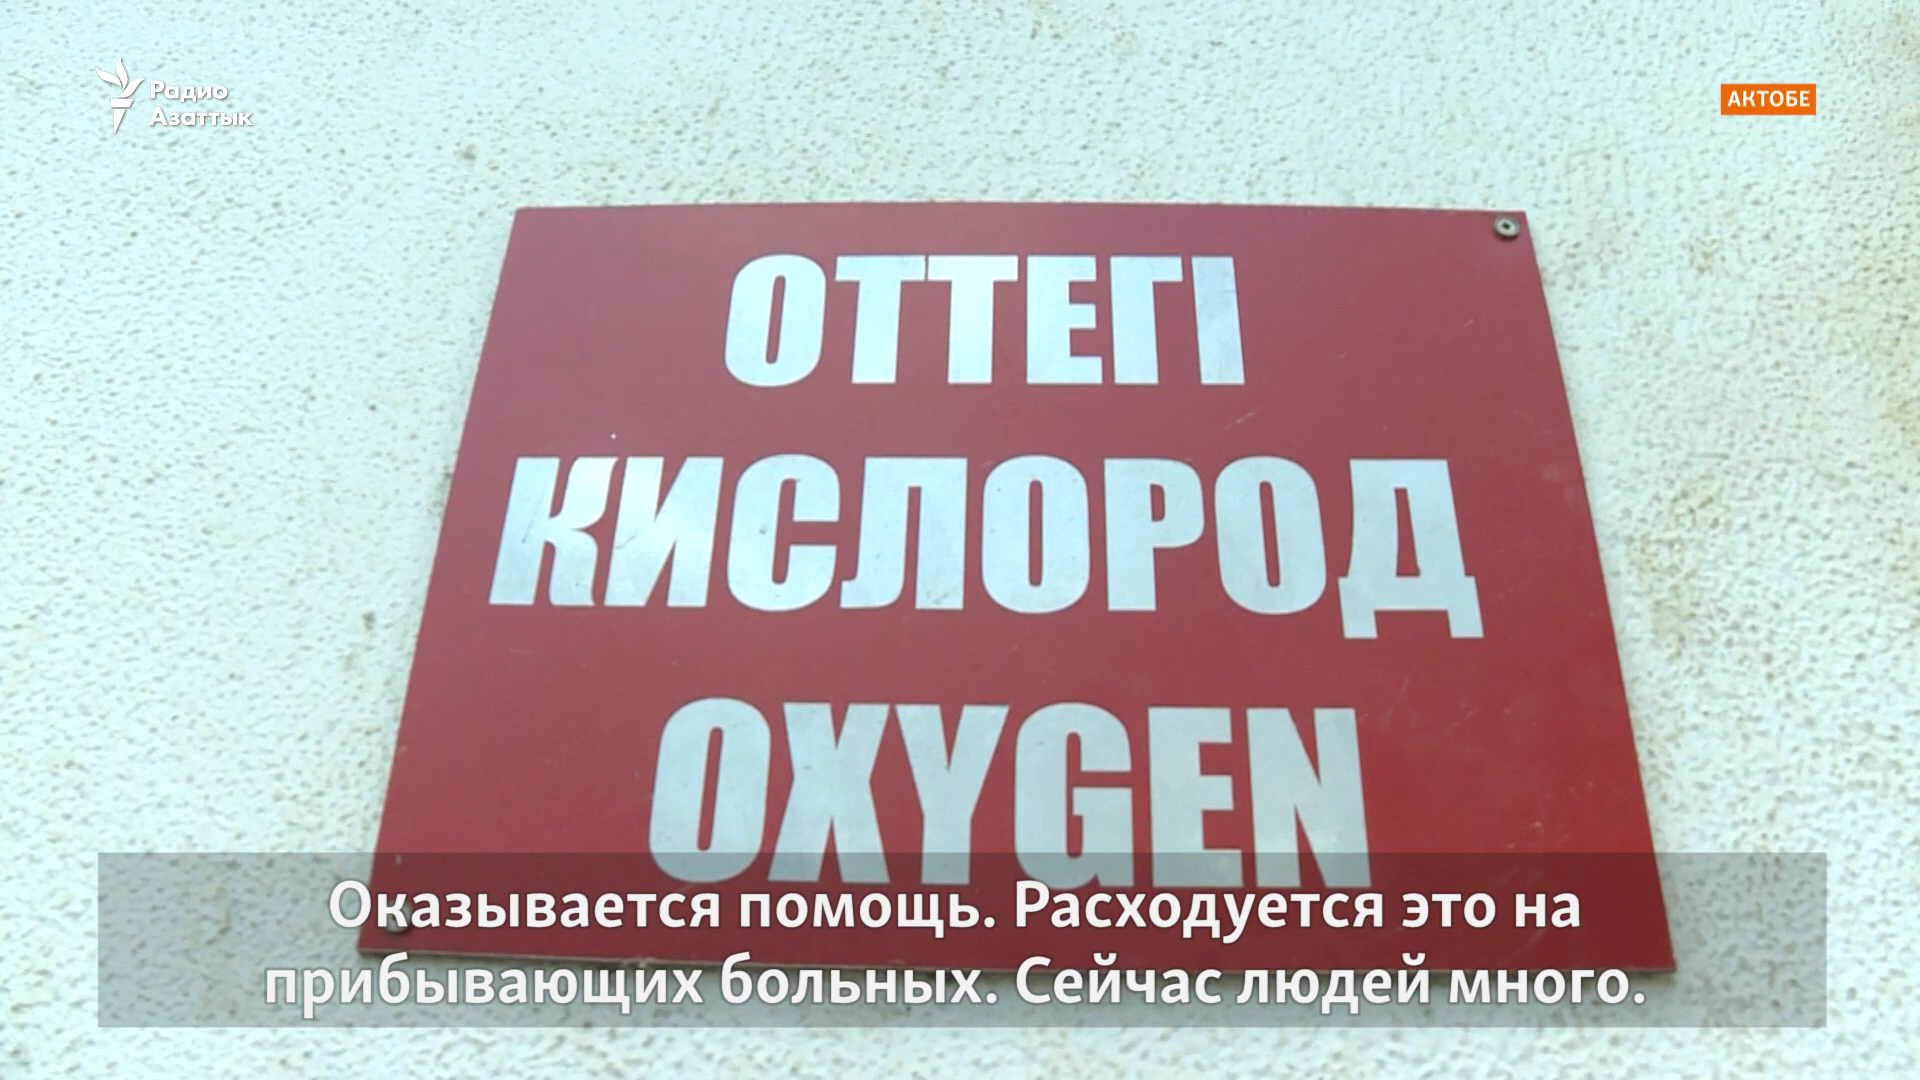 Радио
Азаттык
АКТОБЕ
ОТТЕГІ
КИСЛОРОД
OXYGEN
Оказывается помощь. Расходуется это на
прибывающих больных. Сейчас людей много.